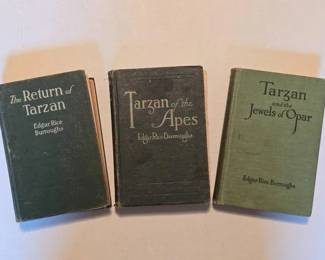 The Return of
Tarzan
Edgar Rice
Burroughs
Tarzan of the
Apes
Edgar Rice Burroughs
Tarzan
and the
Jewels of Opar
Edgar Rice Burroughs